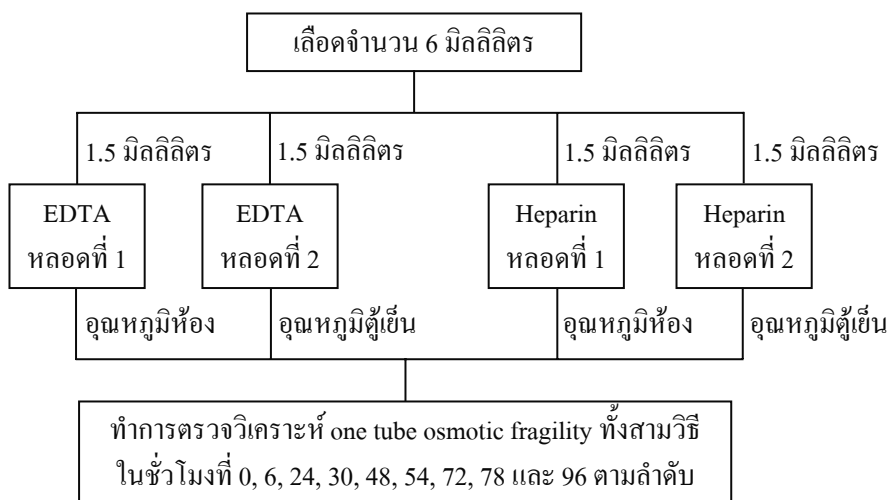 เลือดจำนวน 6 มิลลิลิตร
1.5 มิลลิลิตร 1.5 มิลลิลิตร 1.5 มิลลิลิตร 1.5 มิลลิลิตร
EDTA EDTA Heparin Heparin
หลอดที่ 1 หลอดที่ 2 หลอดที่ 1 หลอดที่ 2
อุณหภูมิห้อง อุณหภูมิตู้เย็น อุณหภูมิห้อง อุณหภูมิตู้เย็น
ทำการตรวจวิเคราะห์ one tube osmotic fragility ทั้งสามวิธี
ในชั่วโมงที่ 0, 6, 24, 30, 48, 54, 72, 78 และ 96 ตามลำดับ